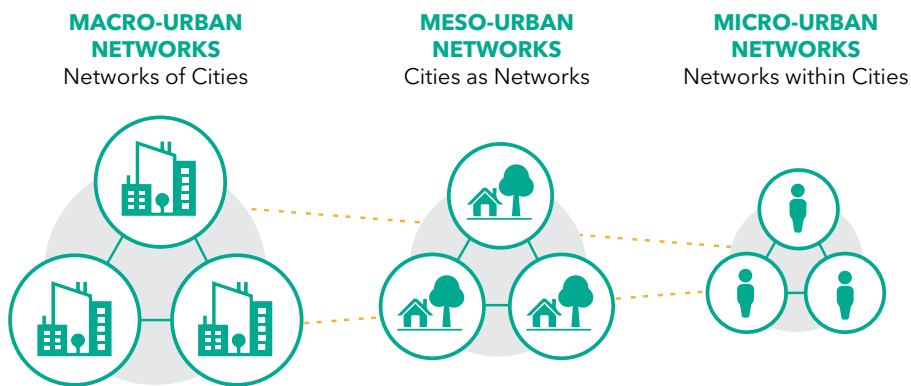 MACRO-URBAN
NETWORKS
Networks of Cities
MESO-URBAN
NETWORKS
Cities as Networks
MICRO-URBAN
NETWORKS
Networks within Cities